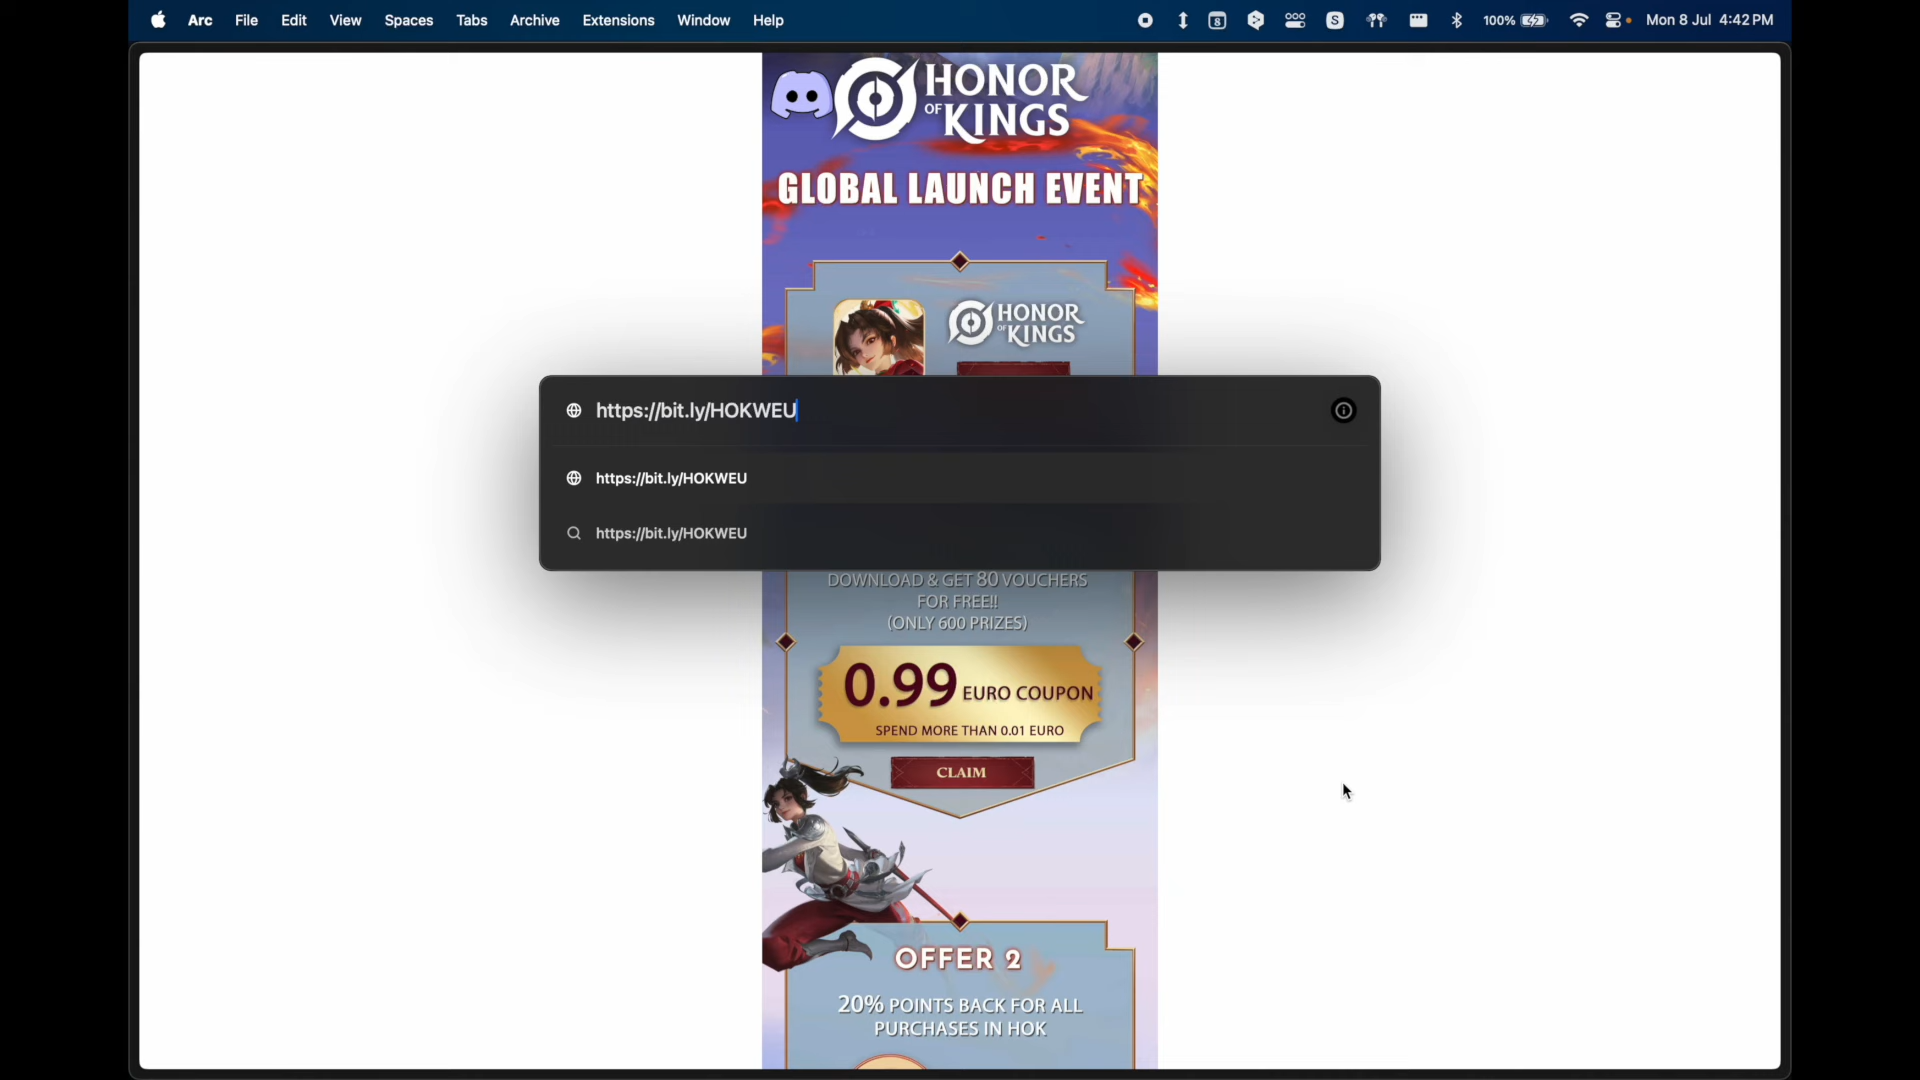 Arc File Edit View Spaces Tabs Archive Extensions Window Help 8 S 100% Mon 8 Jul 4:42 PM
HONOR
OF KINGS
GLOBAL LAUNCH EVENT
HONOR
OF KINGS
https://bit.ly/HOKWEU
https://bit.ly/HOKWEU
https://bit.ly/HOKWEU
DOWNLOAD & GET 80 VOUCHERS
FOR FREE!!
(ONLY 600 PRIZES)
0.99 EURO COUPON
SPEND MORE THAN 0.01 EURO
CLAIM
OFFER 2
20% POINTS BACK FOR ALL
PURCHASES IN HOK